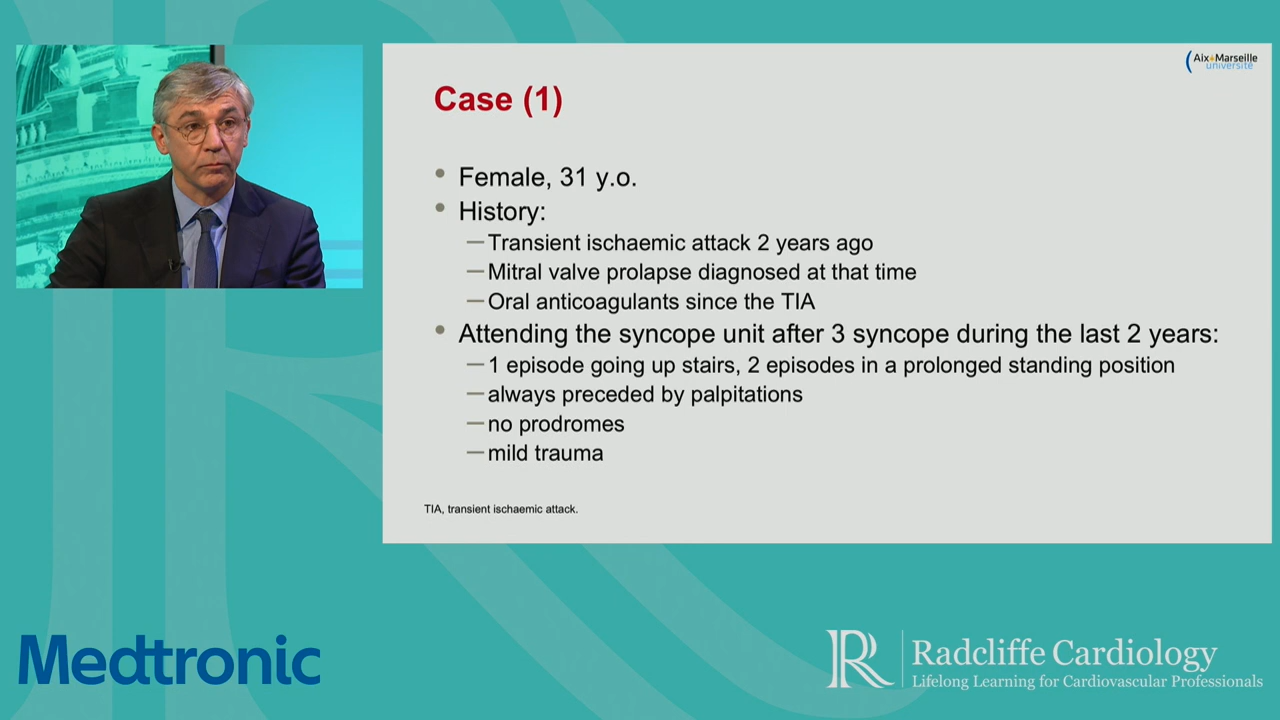 Aix+Marseille
université
Case (1)
• Female, 31 y.o.
• History:
—Transient ischaemic attack 2 years ago
—Mitral valve prolapse diagnosed at that time
—Oral anticoagulants since the TIA
• Attending the syncope unit after 3 syncope during the last 2 years:
—1 episode going up stairs, 2 episodes in a prolonged standing position
—always preceded by palpitations
—no prodromes
—mild trauma
TIA, transient ischaemic attack.
Medtronic
R
Radcliffe Cardiology
Lifelong Learning for Cardiovascular Professionals